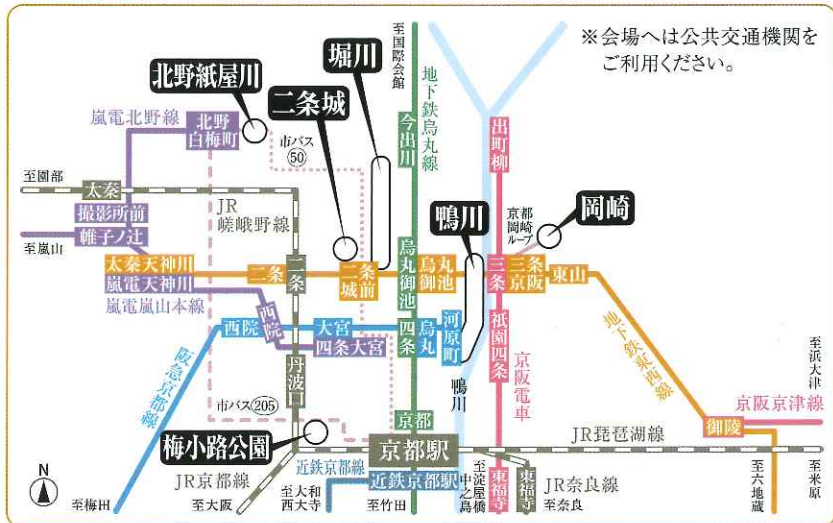 ※会場へは公共交通機関を
ご利用ください。
至国際会館
堀川
北野紙屋川
二条城
地下鉄烏丸線
嵐電北野線
北野
白梅町
市バス
50
今出川
出町柳
至園部
太秦
撮影所前
JR
嵯峨野線
鴨川
京都
岡崎
ループ
岡崎
帷子ノ辻
至嵐山
太秦天神川
二条
二条
二条
城前
烏丸御池
烏丸
御池
三条
三条
京阪
東山
嵐電天神川
嵐電嵐山本線
西院
西院
大宮
四条大宮
四条
烏丸
河原町
祇園四条
地下鉄東西線
阪急京都線
丹波口
鴨川
京阪電車
至浜大津
京阪京津線
市バス205
京都
御陵
梅小路公園
京都駅
JR琵琶湖線
N
JR京都線
近鉄京都線
近鉄京都駅
東福寺
東福寺
JR奈良線
至梅田
至大阪
至大和
西大寺
至竹田
至淀屋橋
中之島
至奈良
至六地蔵
至米原